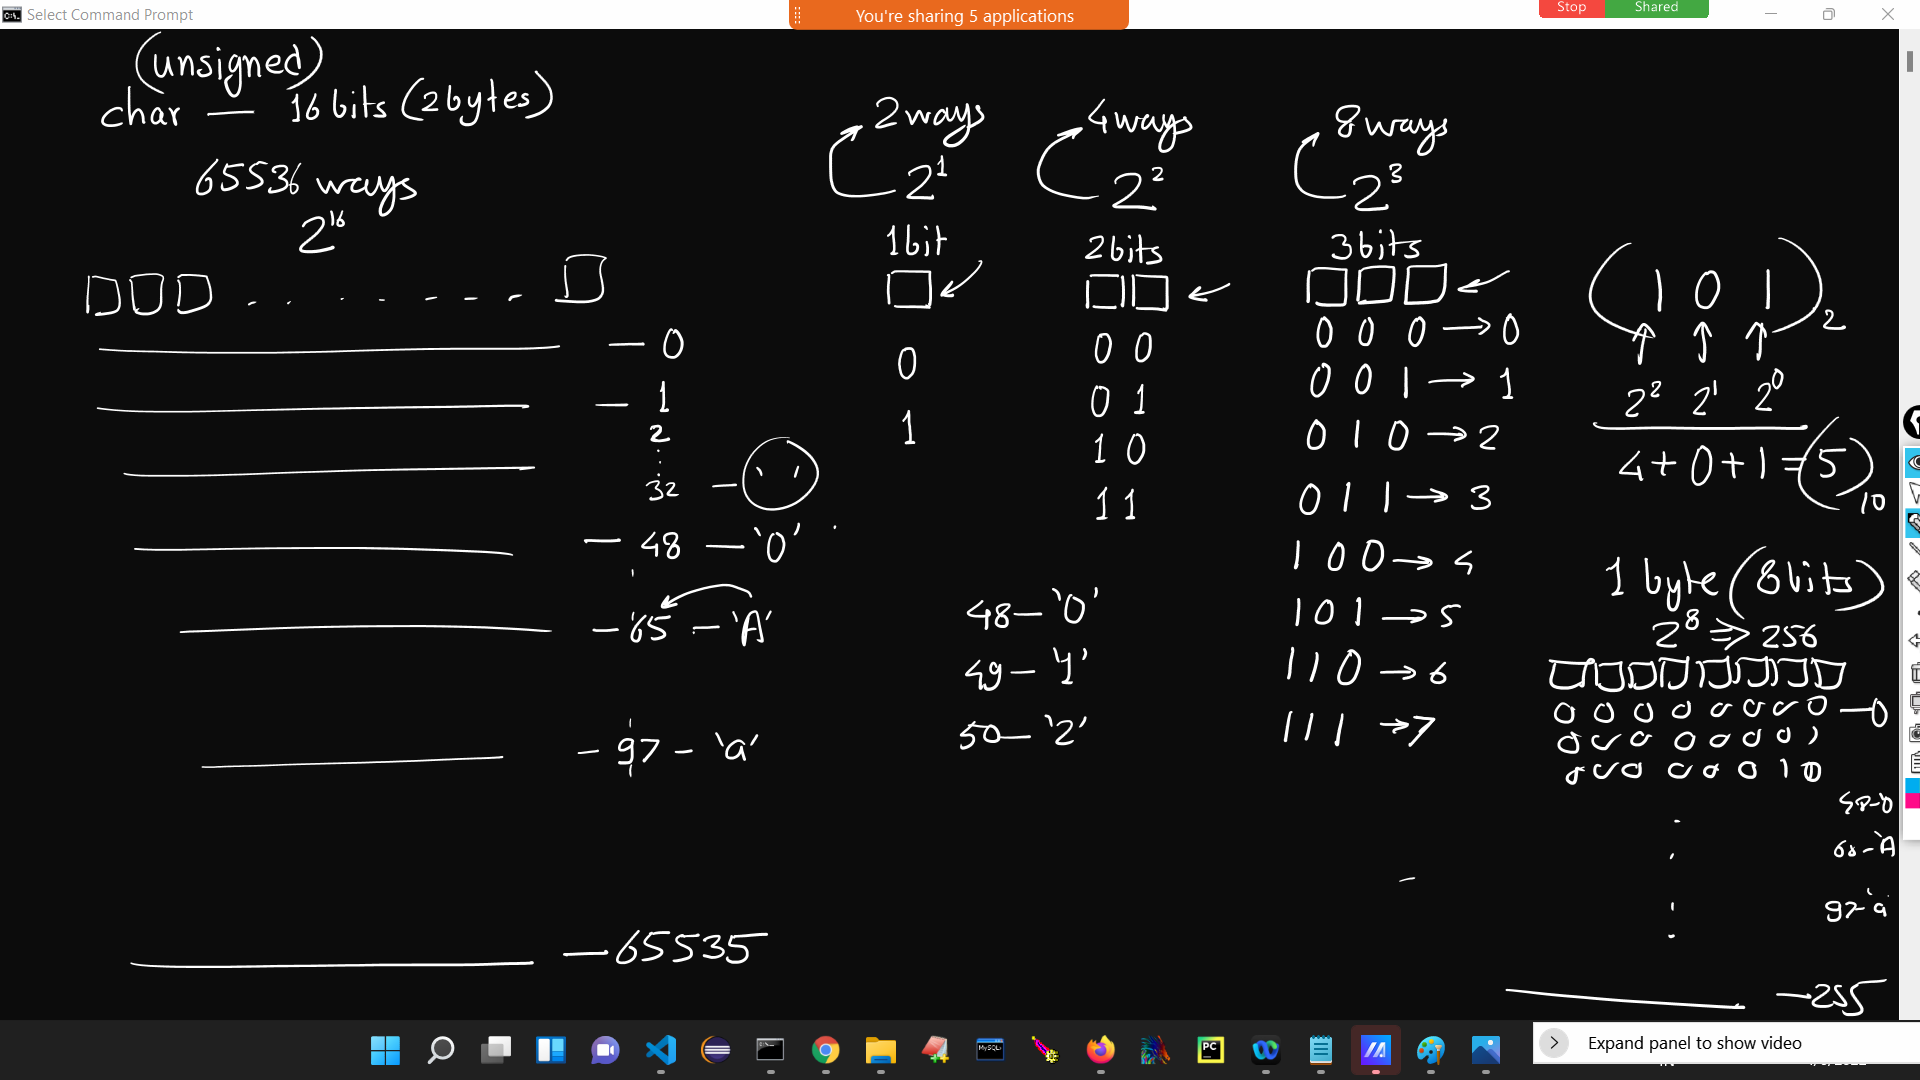 Select Command Prompt
You're sharing 5 applications
Stop
Shared
(unsigned)
char — 16 bits (2 bytes)
65536 ways
2^16
— 0
— 1
2
32 —
— 48 — '0'
— 65 — 'A'
— 97 — 'a'
— 65535
2 ways
2^1
1 bit
0
1
4 ways
2^2
2 bits
0 0
0 1
1 0
1 1
48 — '0'
49 — '1'
50 — '2'
8 ways
2^3
3 bits
0 0 0 → 0
0 0 1 → 1
0 1 0 → 2
0 1 1 → 3
1 0 0 → 4
1 0 1 → 5
1 1 0 → 6
1 1 1 → 7
(1 0 1)2
2^2 2^1 2^0
4 + 0 + 1 = (5)10
1 byte (8 bits)
2^8 ⇒ 256
0 0 0 0 0 0 0 0 — 0
0 0 0 0 0 0 0 1
0 0 0 0 0 0 1 0
48 - '0
97 - 'a'
— 255
MySQL
PC
Expand panel to show video